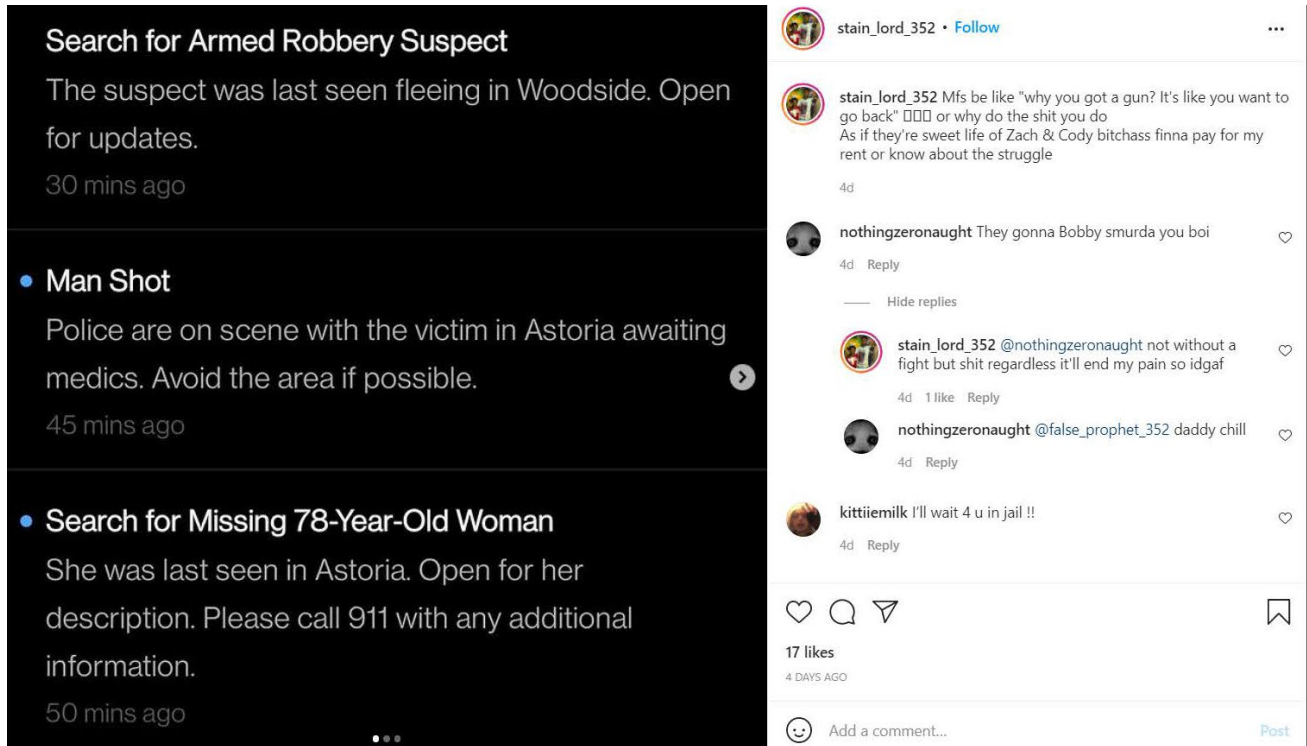 Search for Armed Robbery Suspect
The suspect was last seen fleeing in Woodside. Open
for updates.
30 mins ago
Man Shot
Police are on scene with the victim in Astoria awaiting
medics. Avoid the area if possible.
45 mins ago
Search for Missing 78-Year-Old Woman
She was last seen in Astoria. Open for her
description. Please call 911 with any additional
information.
50 mins ago
stain_lord_352 • Follow
stain_lord_352 Mfs be like "why you got a gun? It's like you want to
go back" ▯▯▯ or why do the shit you do
As if they're sweet life of Zach & Cody bitchass finna pay for my
rent or know about the struggle
4d
nothingzeronaught They gonna Bobby smurda you boi
4d Reply
Hide replies
stain_lord_352 @nothingzeronaught not without a
fight but shit regardless it'll end my pain so idgaf
4d 1 like Reply
nothingzeronaught @false_prophet_352 daddy chill
4d Reply
kittiiemilk I'll wait 4 u in jail !!
4d Reply
17 likes
4 DAYS AGO
Add a comment...
Post